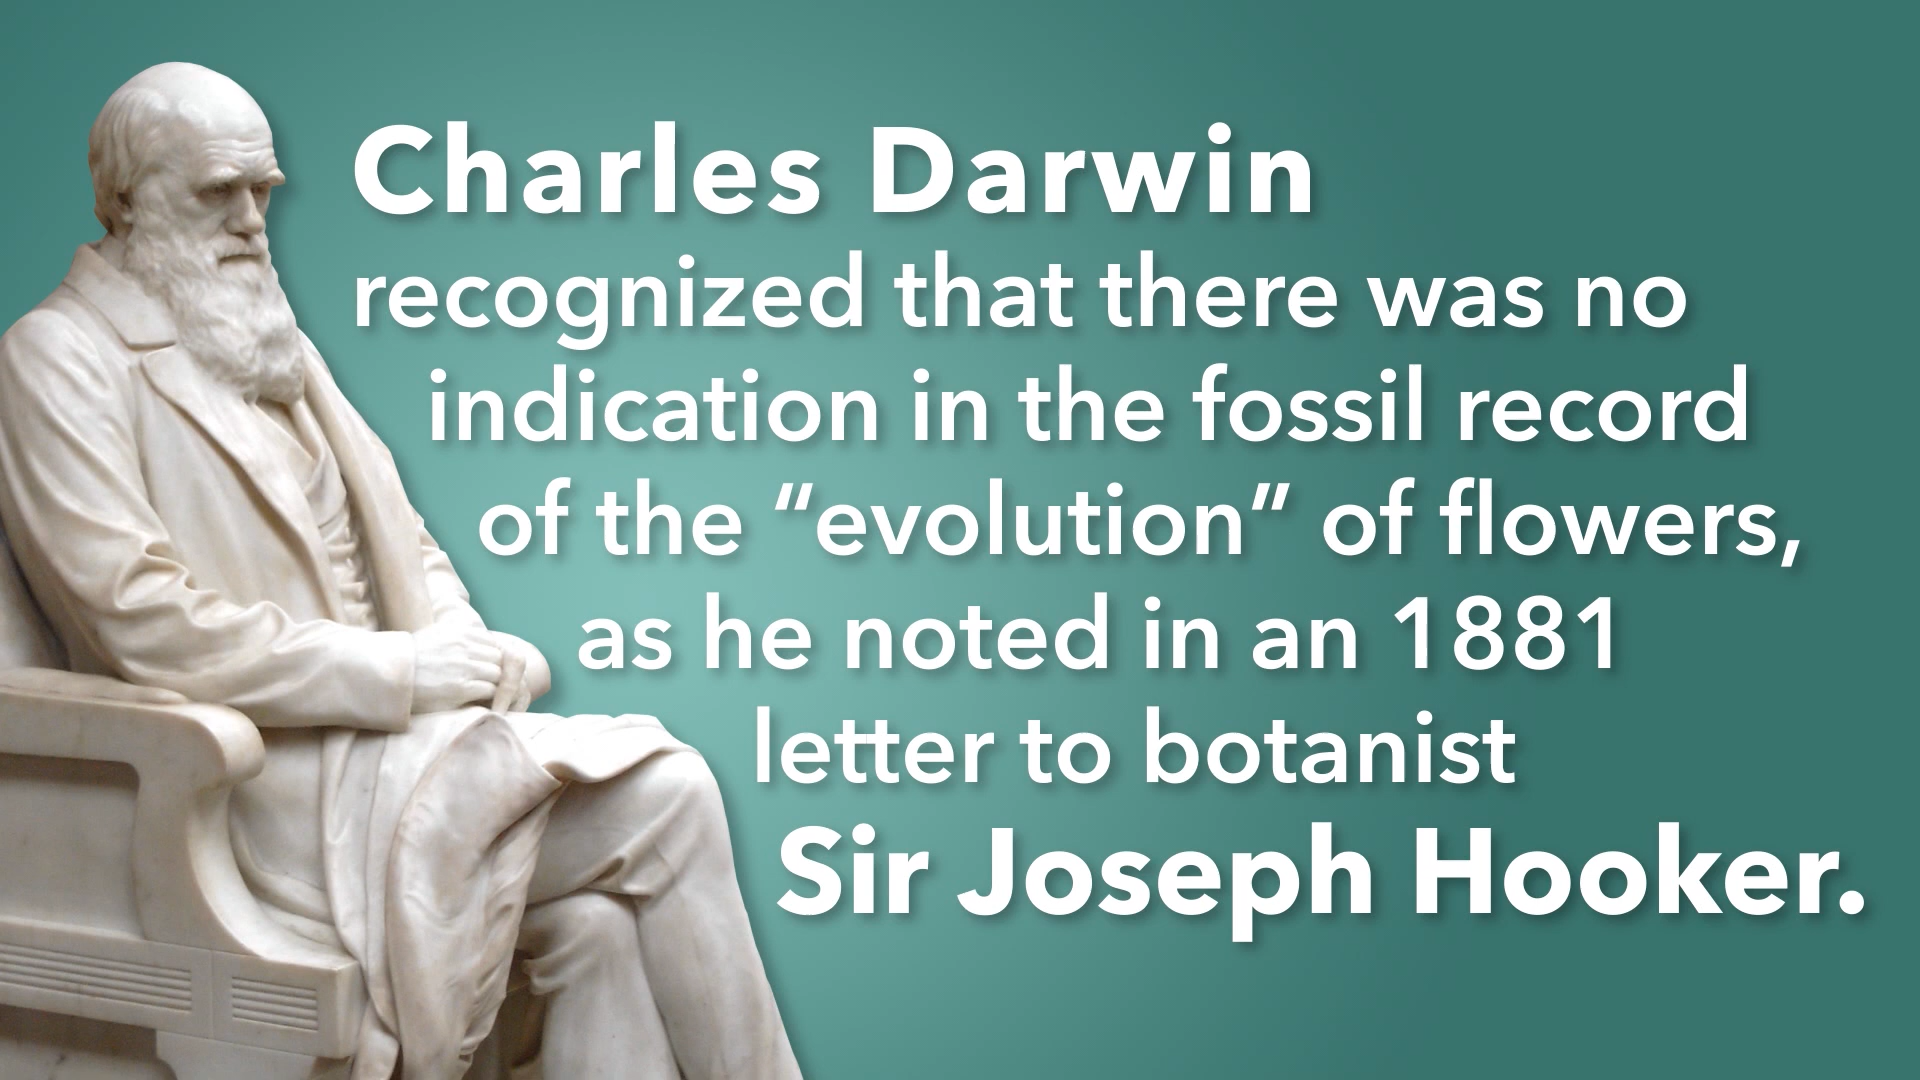 Charles Darwin
recognized that there was no
indication in the fossil record
of the “evolution” of flowers,
as he noted in an 1881
letter to botanist
Sir Joseph Hooker.